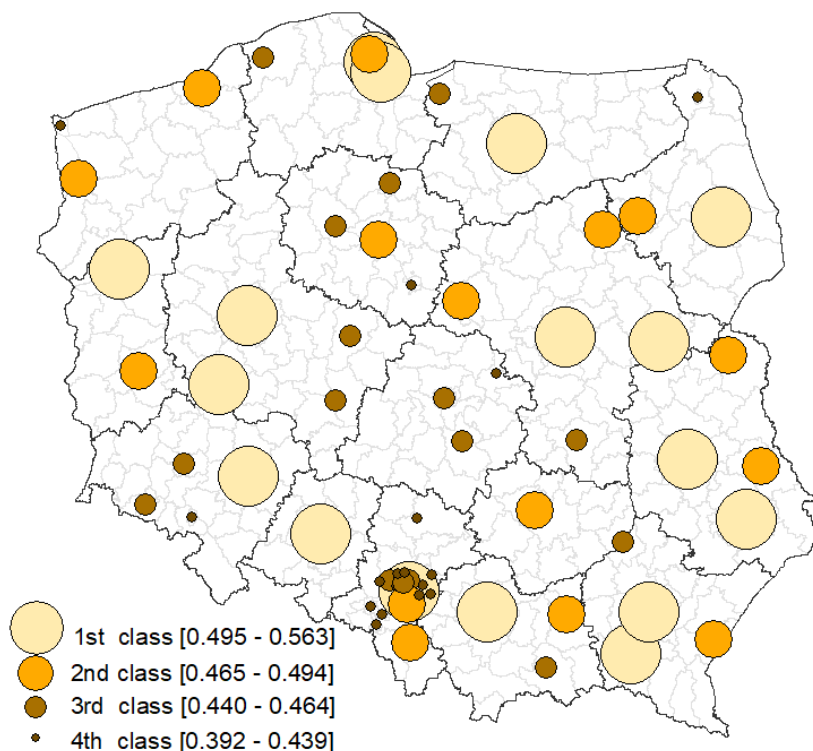 1st class [0.495 - 0.563]
2nd class [0.465 - 0.494]
3rd class [0.440 - 0.464]
4th class [0.392 - 0.439]